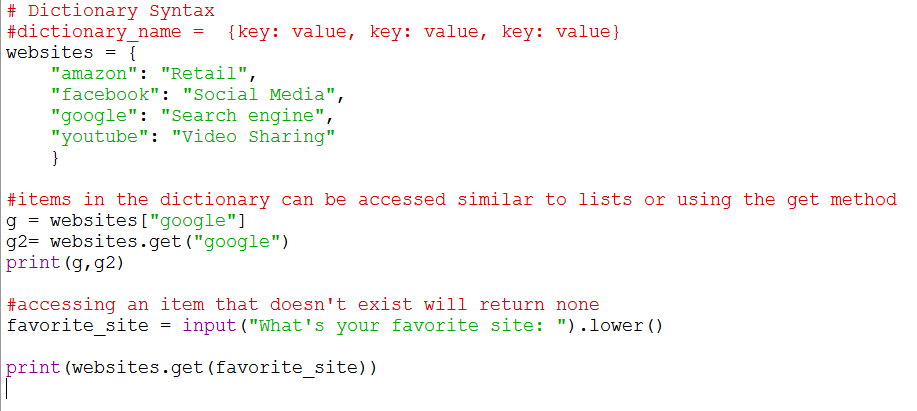 # Dictionary Syntax
#dictionary_name =  {key: value, key: value, key: value}
websites = {
    "amazon": "Retail",
    "facebook": "Social Media",
    "google": "Search engine",
    "youtube": "Video Sharing"
    }
#items in the dictionary can be accessed similar to lists or using the get method
g = websites["google"]
g2= websites.get("google")
print(g,g2)
#accessing an item that doesn't exist will return none
favorite_site = input("What's your favorite site: ").lower()
print(websites.get(favorite_site))